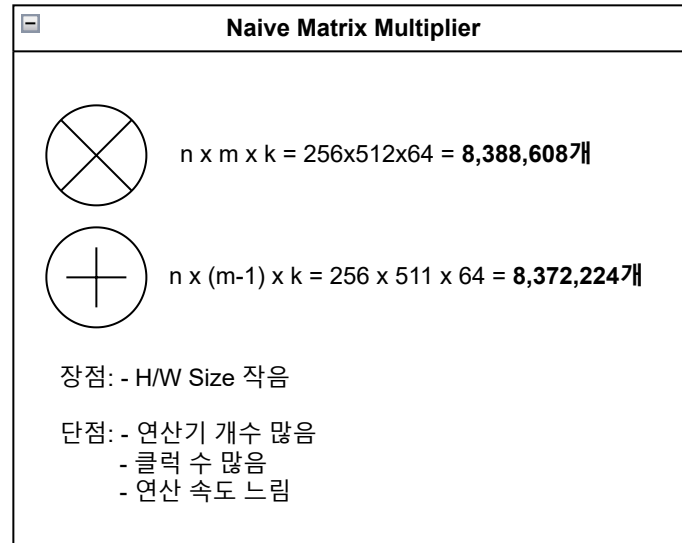 Naive Matrix Multiplier
n x m x k = 256x512x64 = 8,388,608개
n x (m-1) x k = 256 x 511 x 64 = 8,372,224개
장점: - H/W Size 작음
단점: - 연산기 개수 많음
- 클럭 수 많음
- 연산 속도 느림